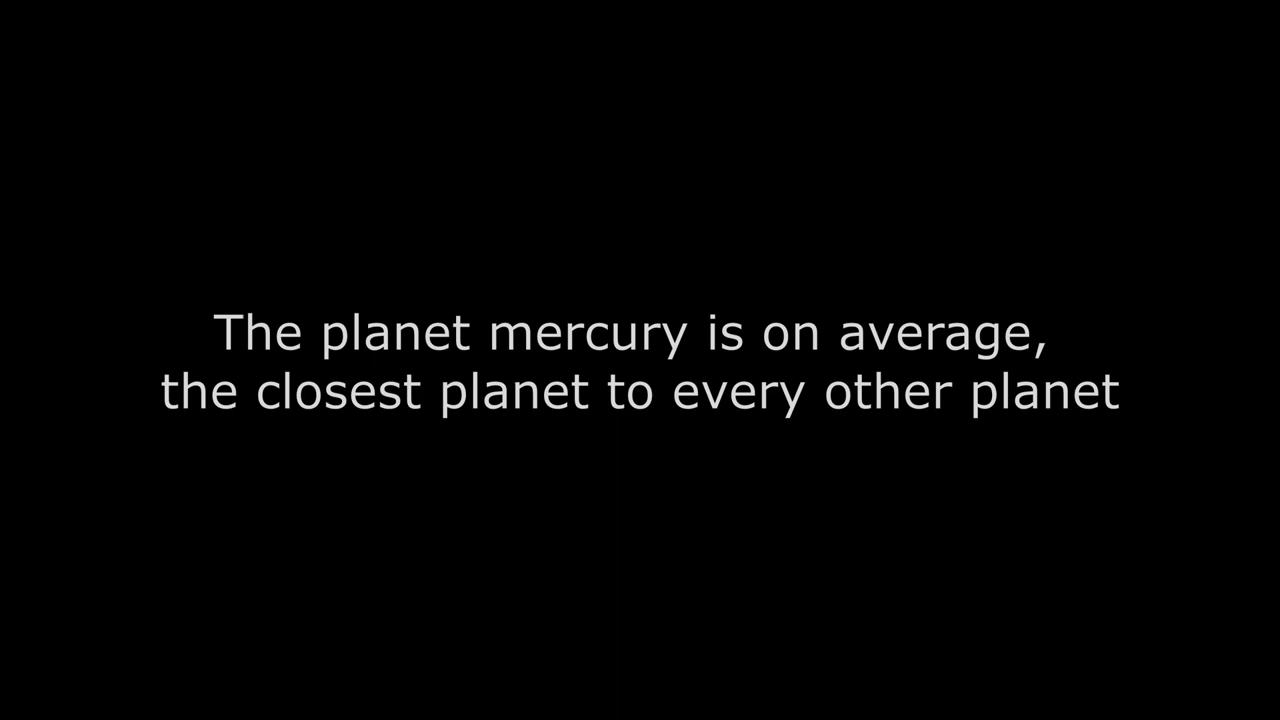 The planet mercury is on average,
the closest planet to every other planet